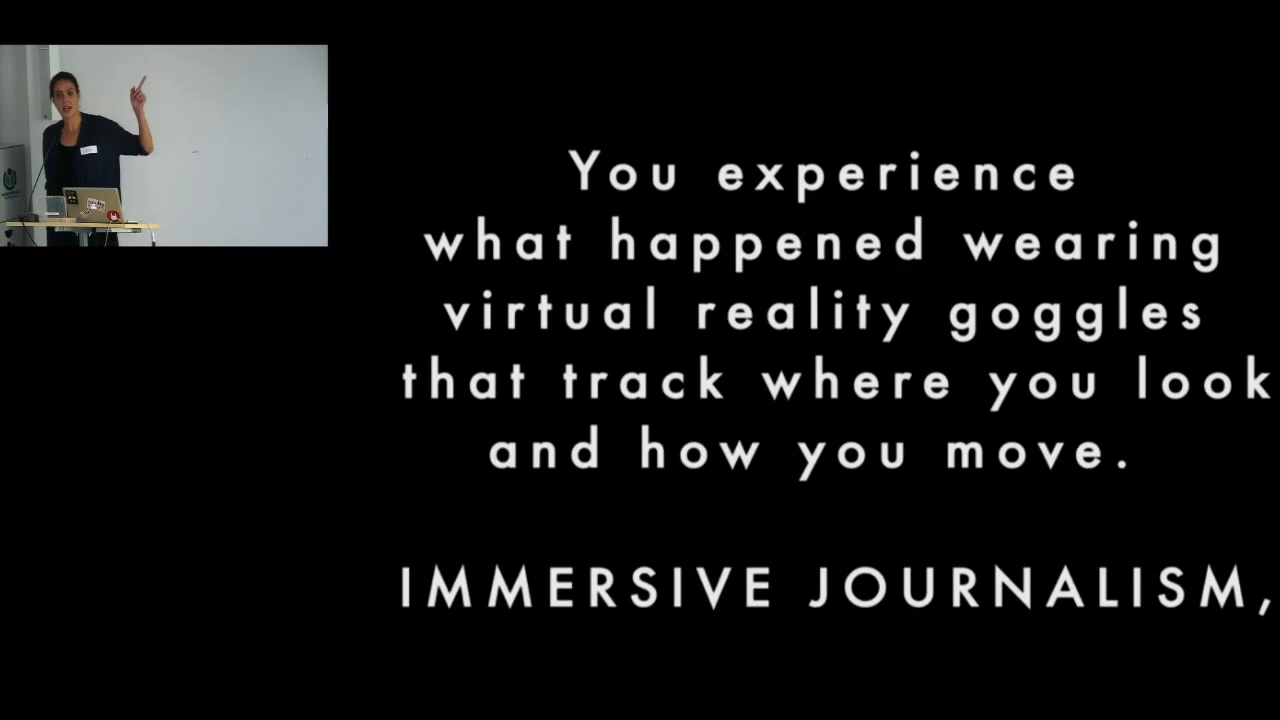 You experience
what happened wearing
virtual reality goggles
that track where you look
and how you move.
IMMERSIVE JOURNALISM,